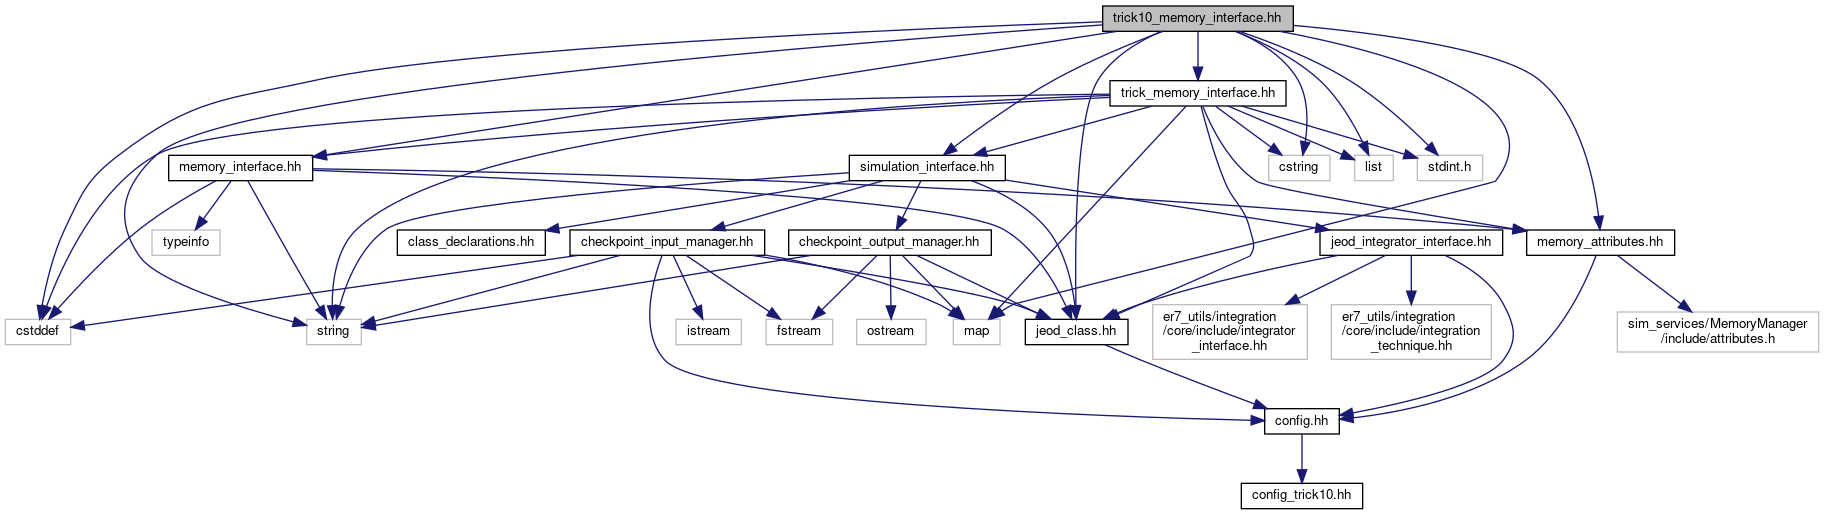 trick10_memory_interface.hh
trick_memory_interface.hh
memory_interface.hh
simulation_interface.hh
cstring
list
stdint.h
typeinfo
class_declarations.hh
checkpoint_input_manager.hh
checkpoint_output_manager.hh
jeod_integrator_interface.hh
memory_attributes.hh
cstddef
string
istream
fstream
ostream
map
jeod_class.hh
er7_utils/integration
/core/include/integrator
_interface.hh
er7_utils/integration
/core/include/integration
_technique.hh
sim_services/MemoryManager
/include/attributes.h
config.hh
config_trick10.hh